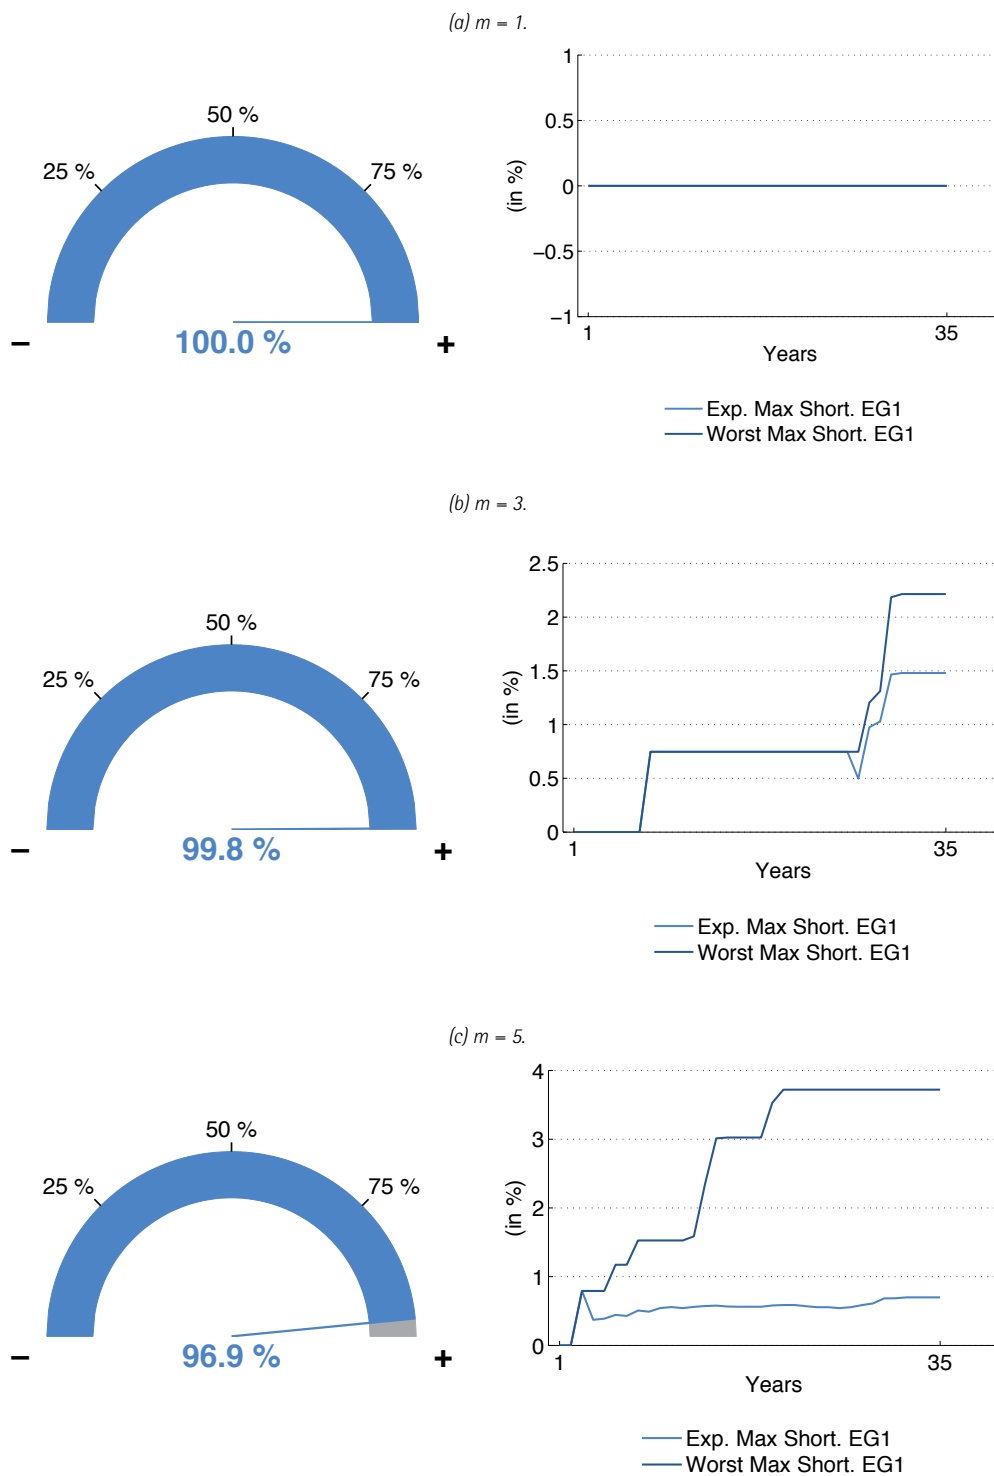 (a) m = 1.
50 %
25 %
75 %
100.0 %
−
+
1
0.5
0
−0.5
−1
(in %)
1
35
Years
Exp. Max Short. EG1
Worst Max Short. EG1
(b) m = 3.
50 %
25 %
75 %
99.8 %
−
+
2.5
2
1.5
1
0.5
0
(in %)
1
35
Years
Exp. Max Short. EG1
Worst Max Short. EG1
(c) m = 5.
50 %
25 %
75 %
96.9 %
−
+
4
3
2
1
0
(in %)
1
35
Years
Exp. Max Short. EG1
Worst Max Short. EG1